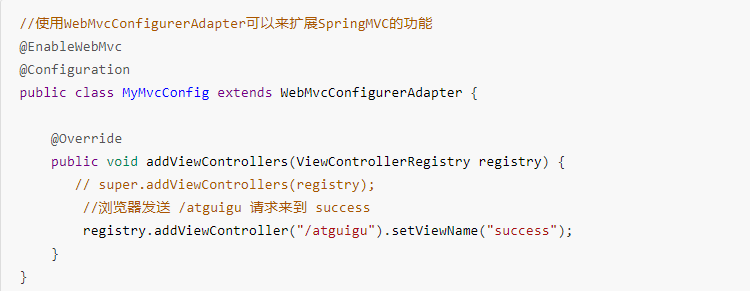 //使用WebMvcConfigurerAdapter可以来扩展SpringMVC的功能
@EnableWebMvc
@Configuration
public class MyMvcConfig extends WebMvcConfigurerAdapter {
@Override
public void addViewControllers(ViewControllerRegistry registry) {
// super.addViewControllers(registry);
//浏览器发送 /atguigu 请求来到 success
registry.addViewController("/atguigu").setViewName("success");
}
}